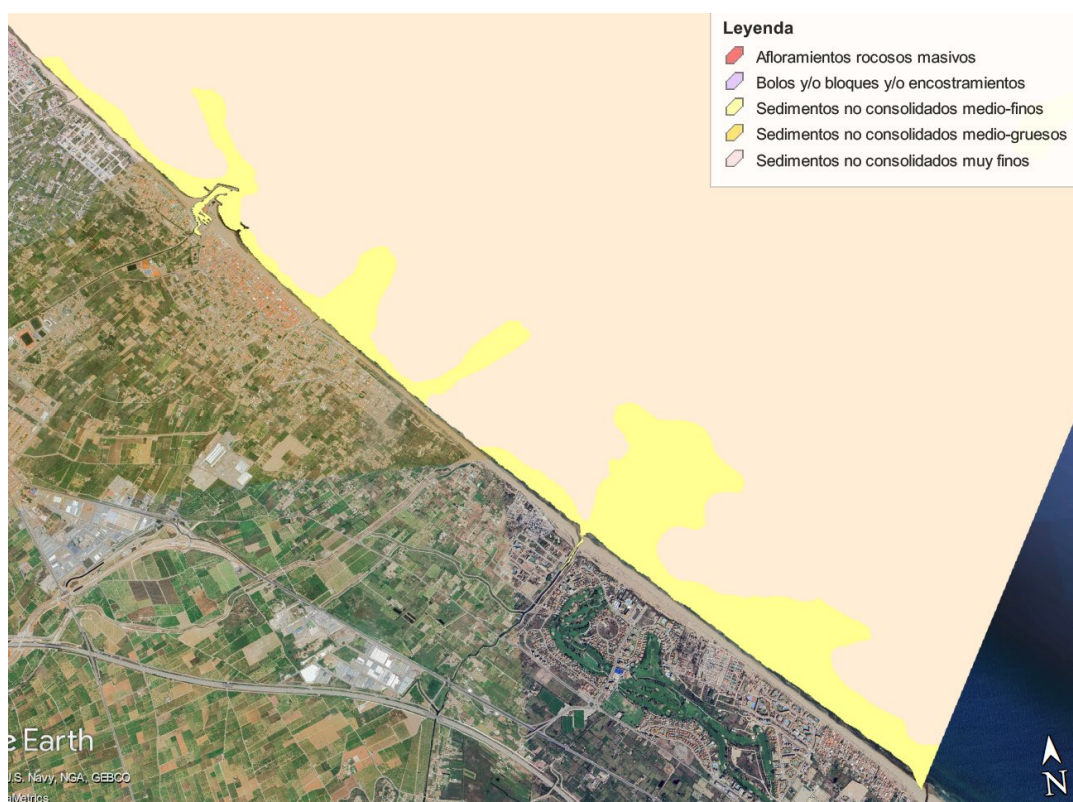 Leyenda
Afloramientos rocosos masivos
Bolos y/o bloques y/o encostramientos
Sedimentos no consolidados medio-finos
Sedimentos no consolidados medio-gruesos
Sedimentos no consolidados muy finos
e Earth
U.S. Navy, NGA, GEBCO
N